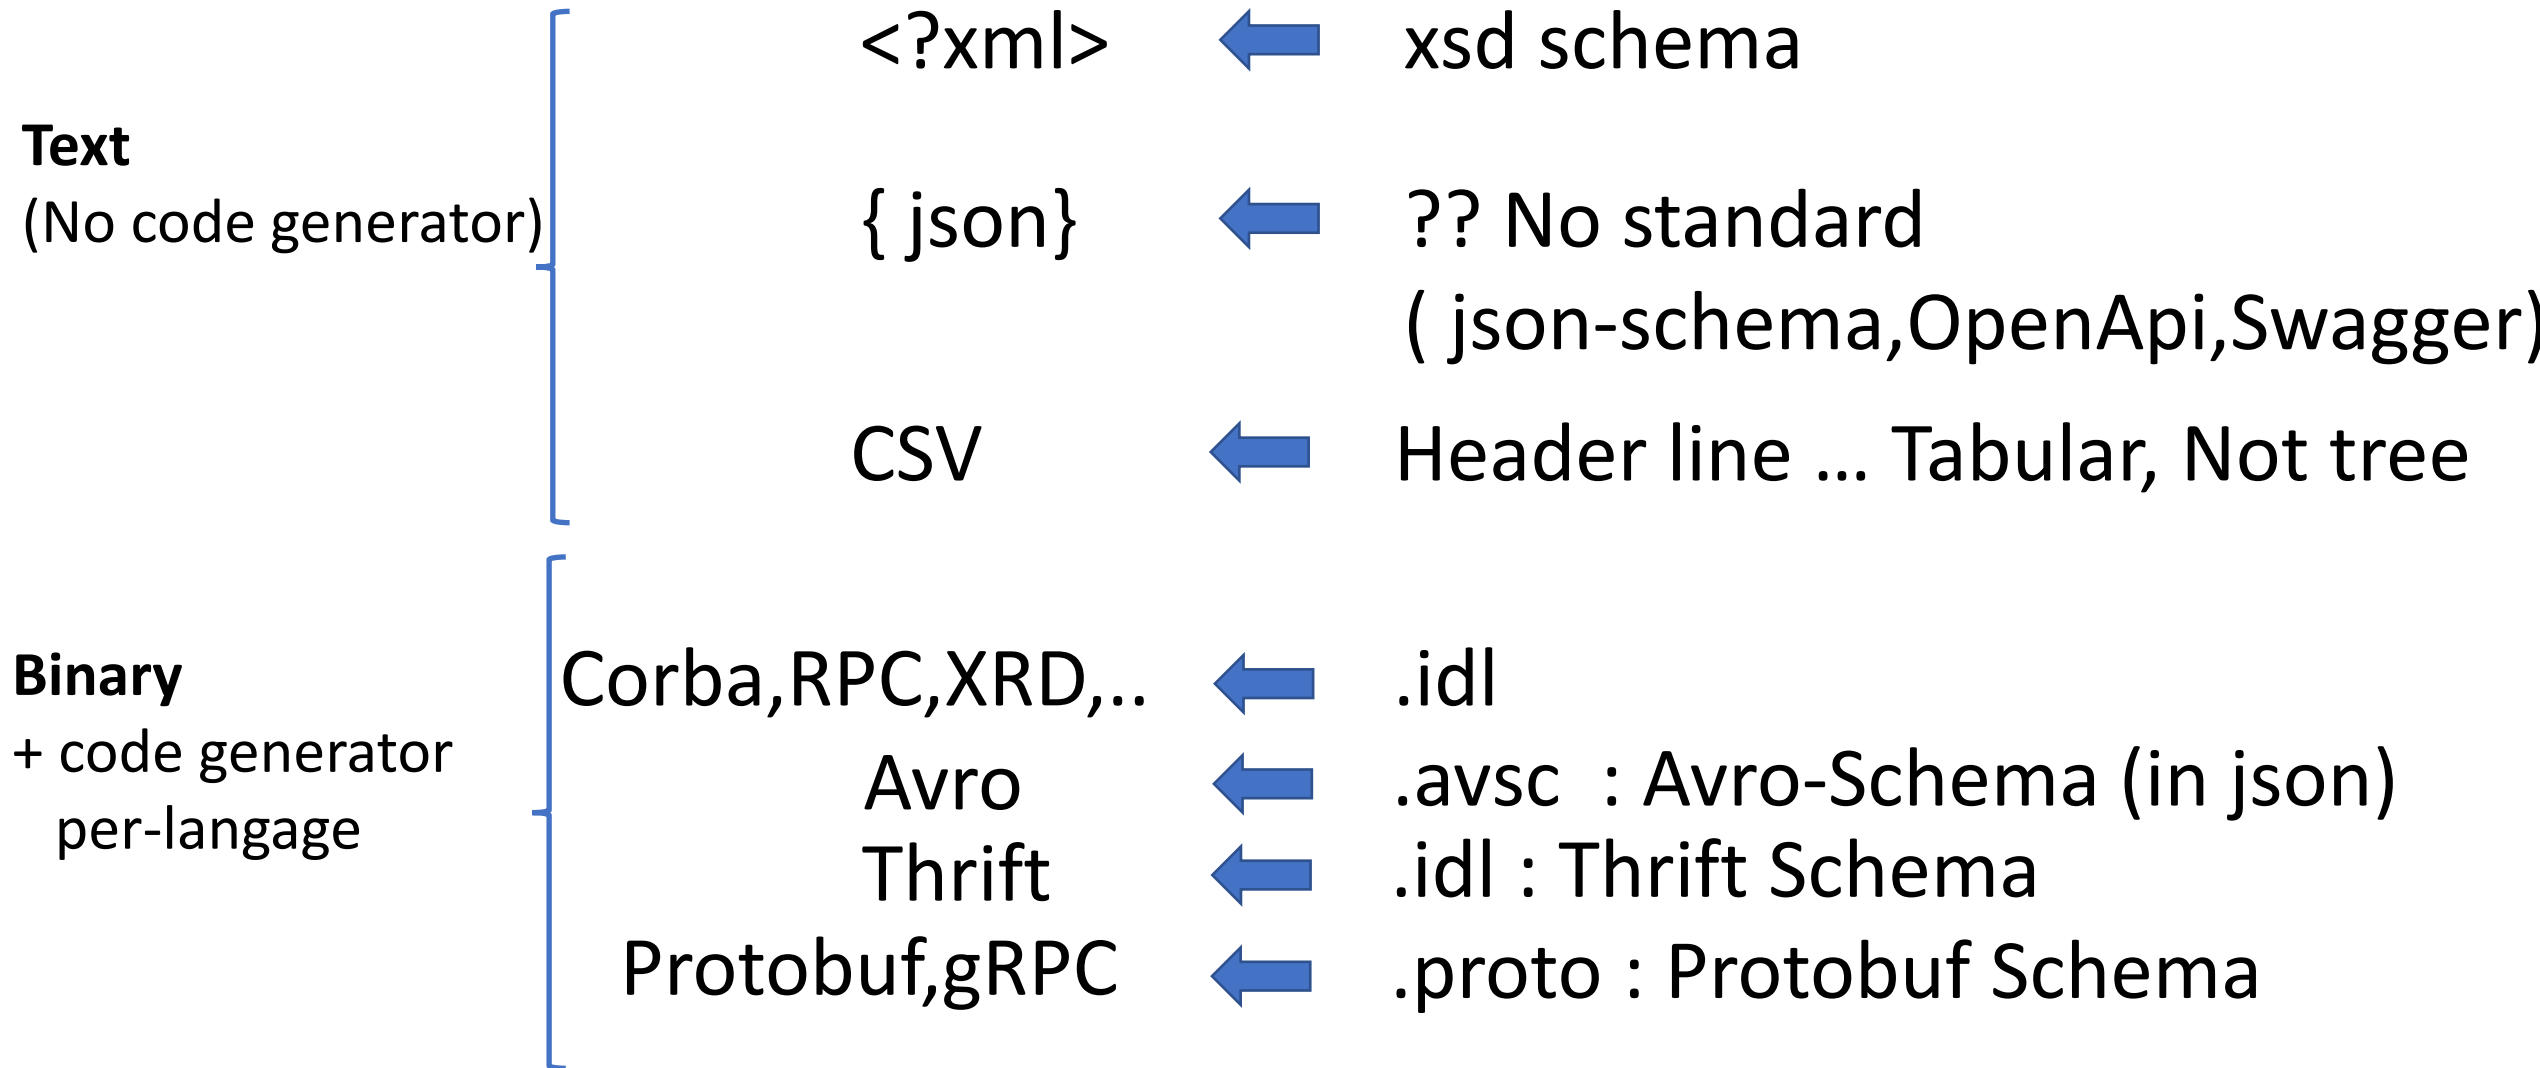 <?xml>
xsd schema
Text
(No code generator)
{ json}
?? No standard
( json-schema,OpenApi,Swagger)
CSV
Header line ... Tabular, Not tree
Binary
+ code generator
per-langage
Corba,RPC,XRD,..
.idl
Avro
.avsc : Avro-Schema (in json)
Thrift
.idl : Thrift Schema
Protobuf,gRPC
.proto : Protobuf Schema